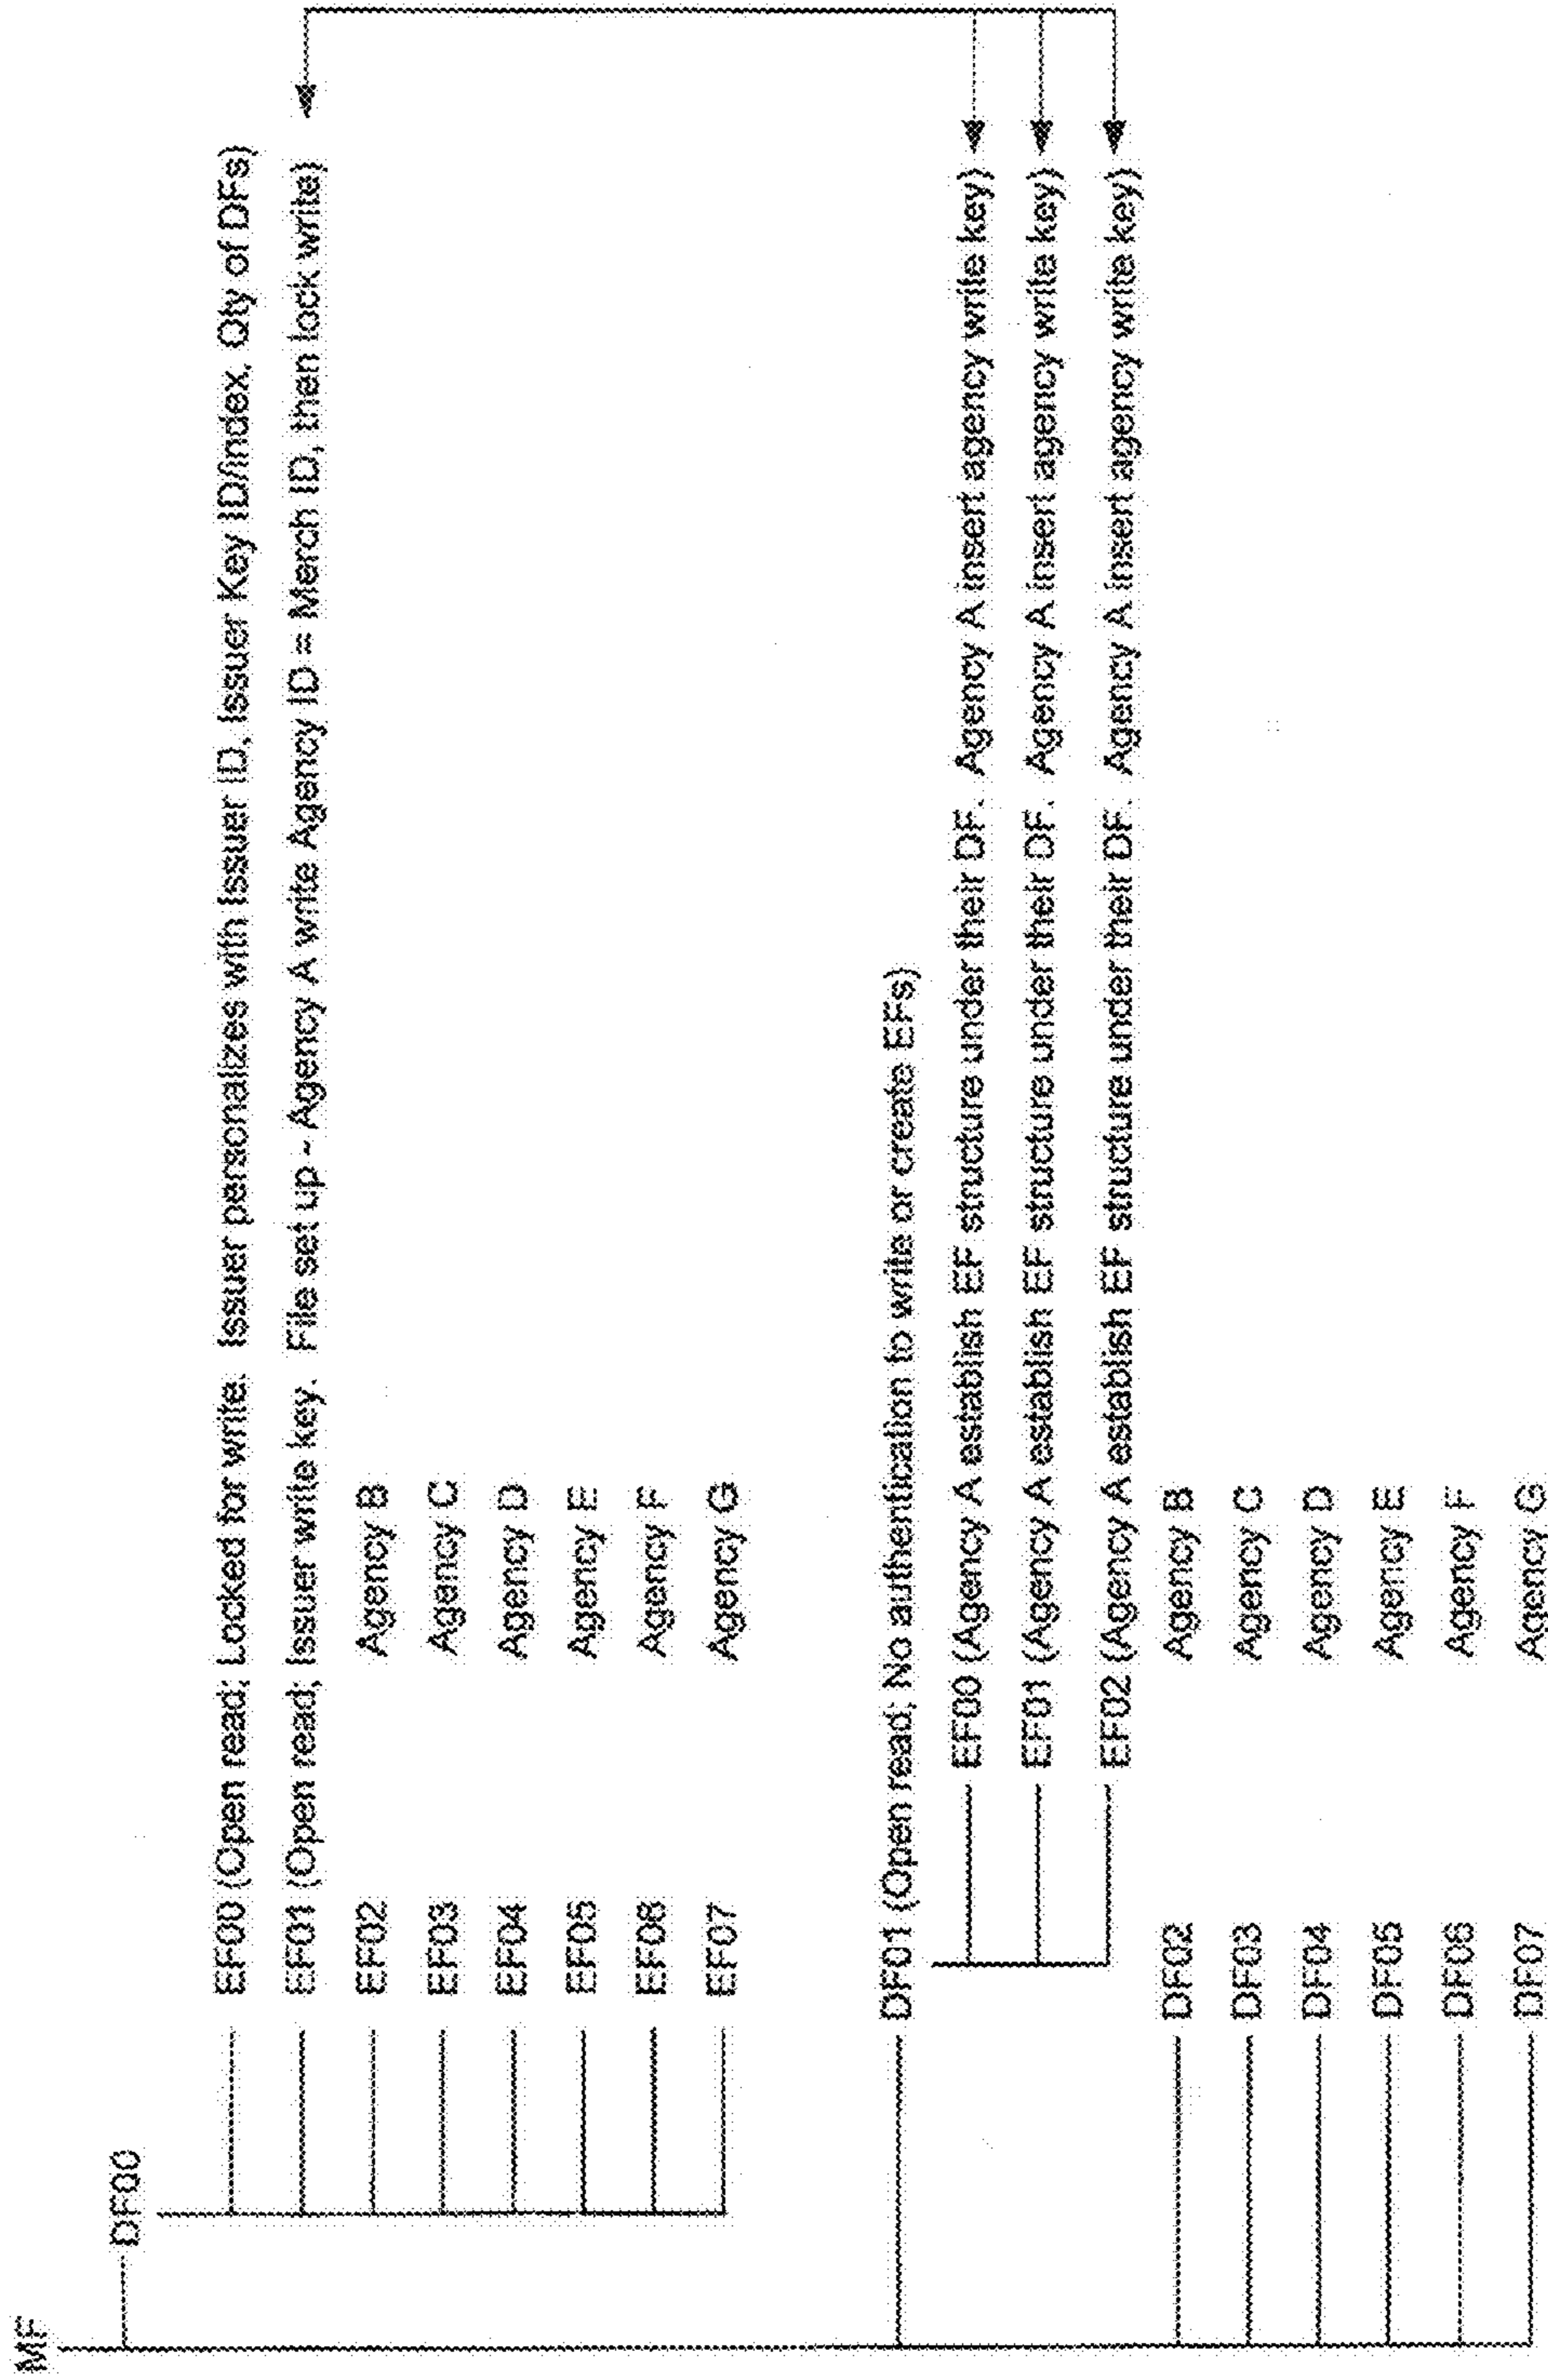 MF
DF00
EF00 (Open read; Locked for write. Issuer personalizes with Issuer ID, Issuer Key ID/Index, Qty of DFs)
EF01 (Open read; Issuer write key. File set up - Agency A write Agency ID = Merch ID, then lock write)
EF02 Agency B
EF03 Agency C
EF04 Agency D
EF05 Agency E
EF06 Agency F
EF07 Agency G
DF01 (Open read; No authentication to write or create EFs)
EF00 (Agency A establish EF structure under their DF. Agency A insert agency write key)
EF01 (Agency A establish EF structure under their DF. Agency A insert agency write key)
EF02 (Agency A establish EF structure under their DF. Agency A insert agency write key)
DF02 Agency B
DF03 Agency C
DF04 Agency D
DF05 Agency E
DF06 Agency F
DF07 Agency G